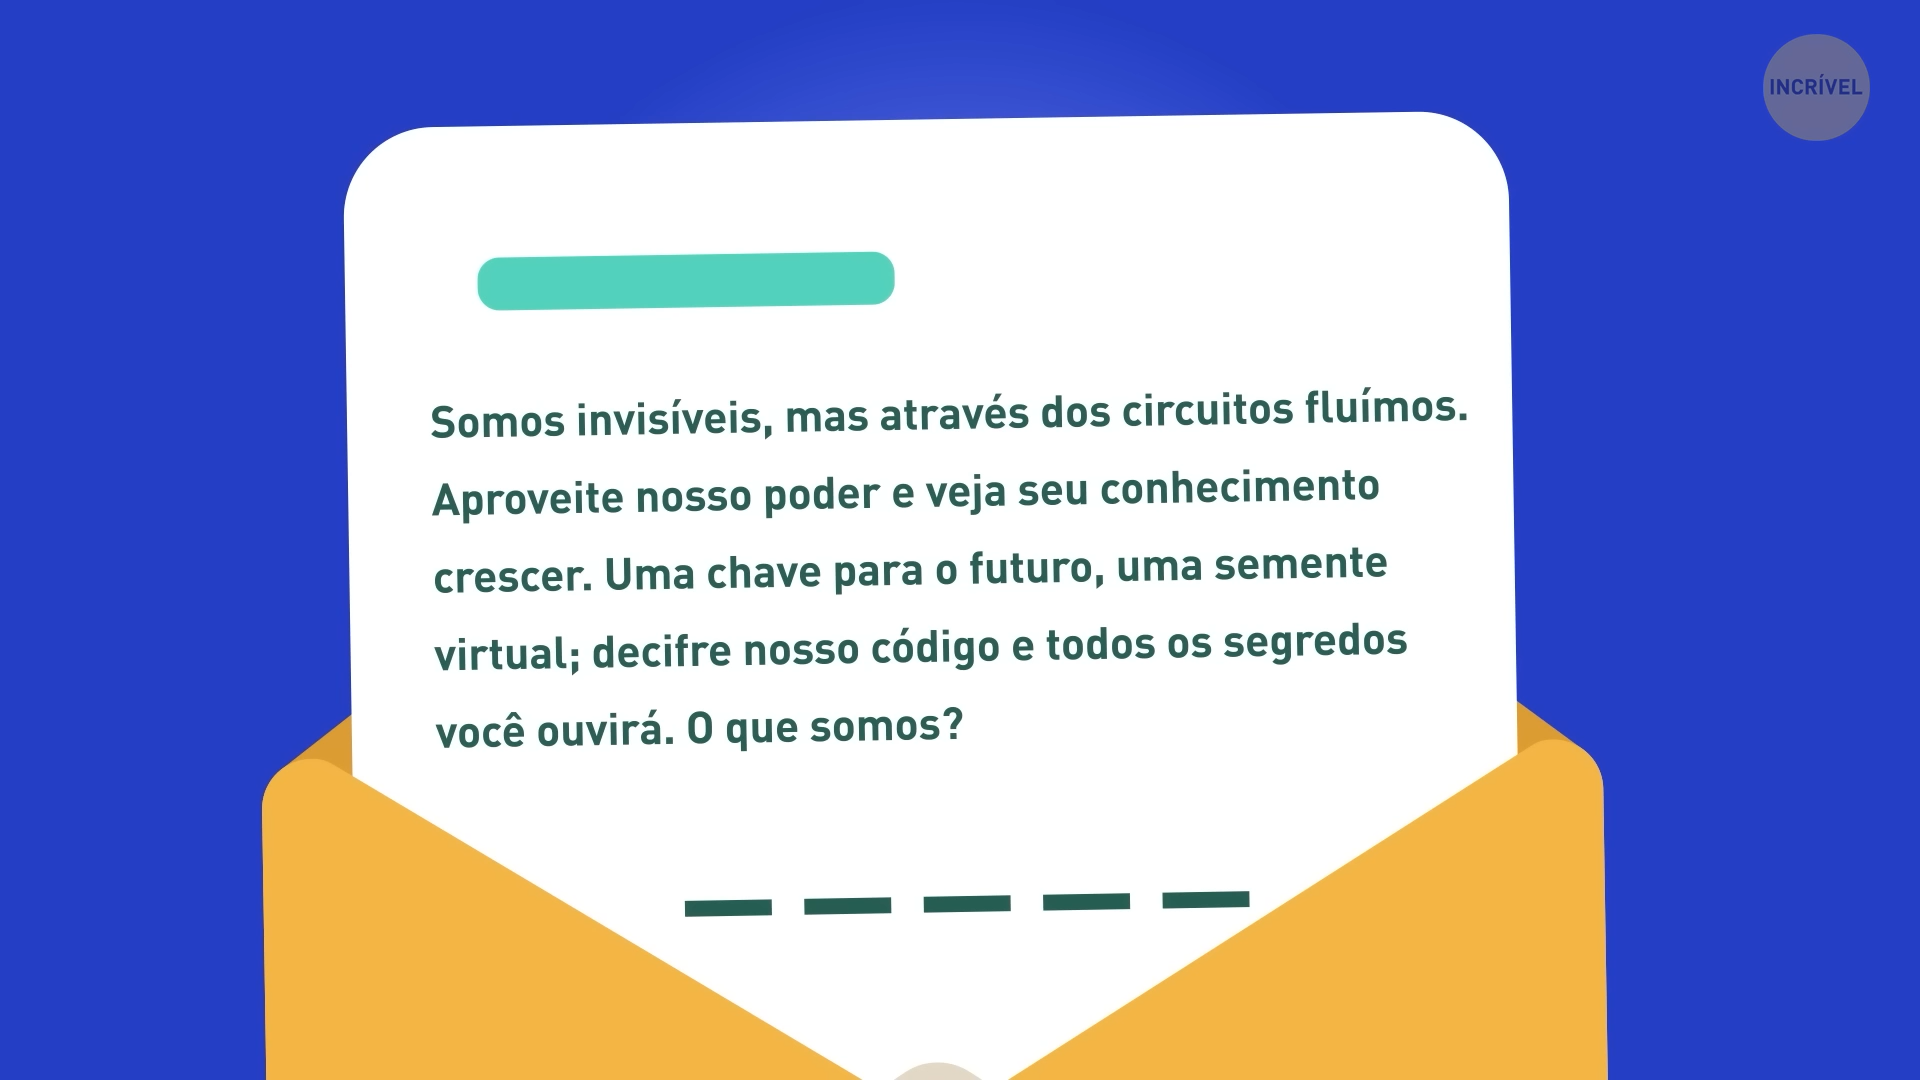 INCRÍVEL
Somos invisíveis, mas através dos circuitos fluímos.
Aproveite nosso poder e veja seu conhecimento
crescer. Uma chave para o futuro, uma semente
virtual; decifre nosso código e todos os segredos
você ouvirá. O que somos?